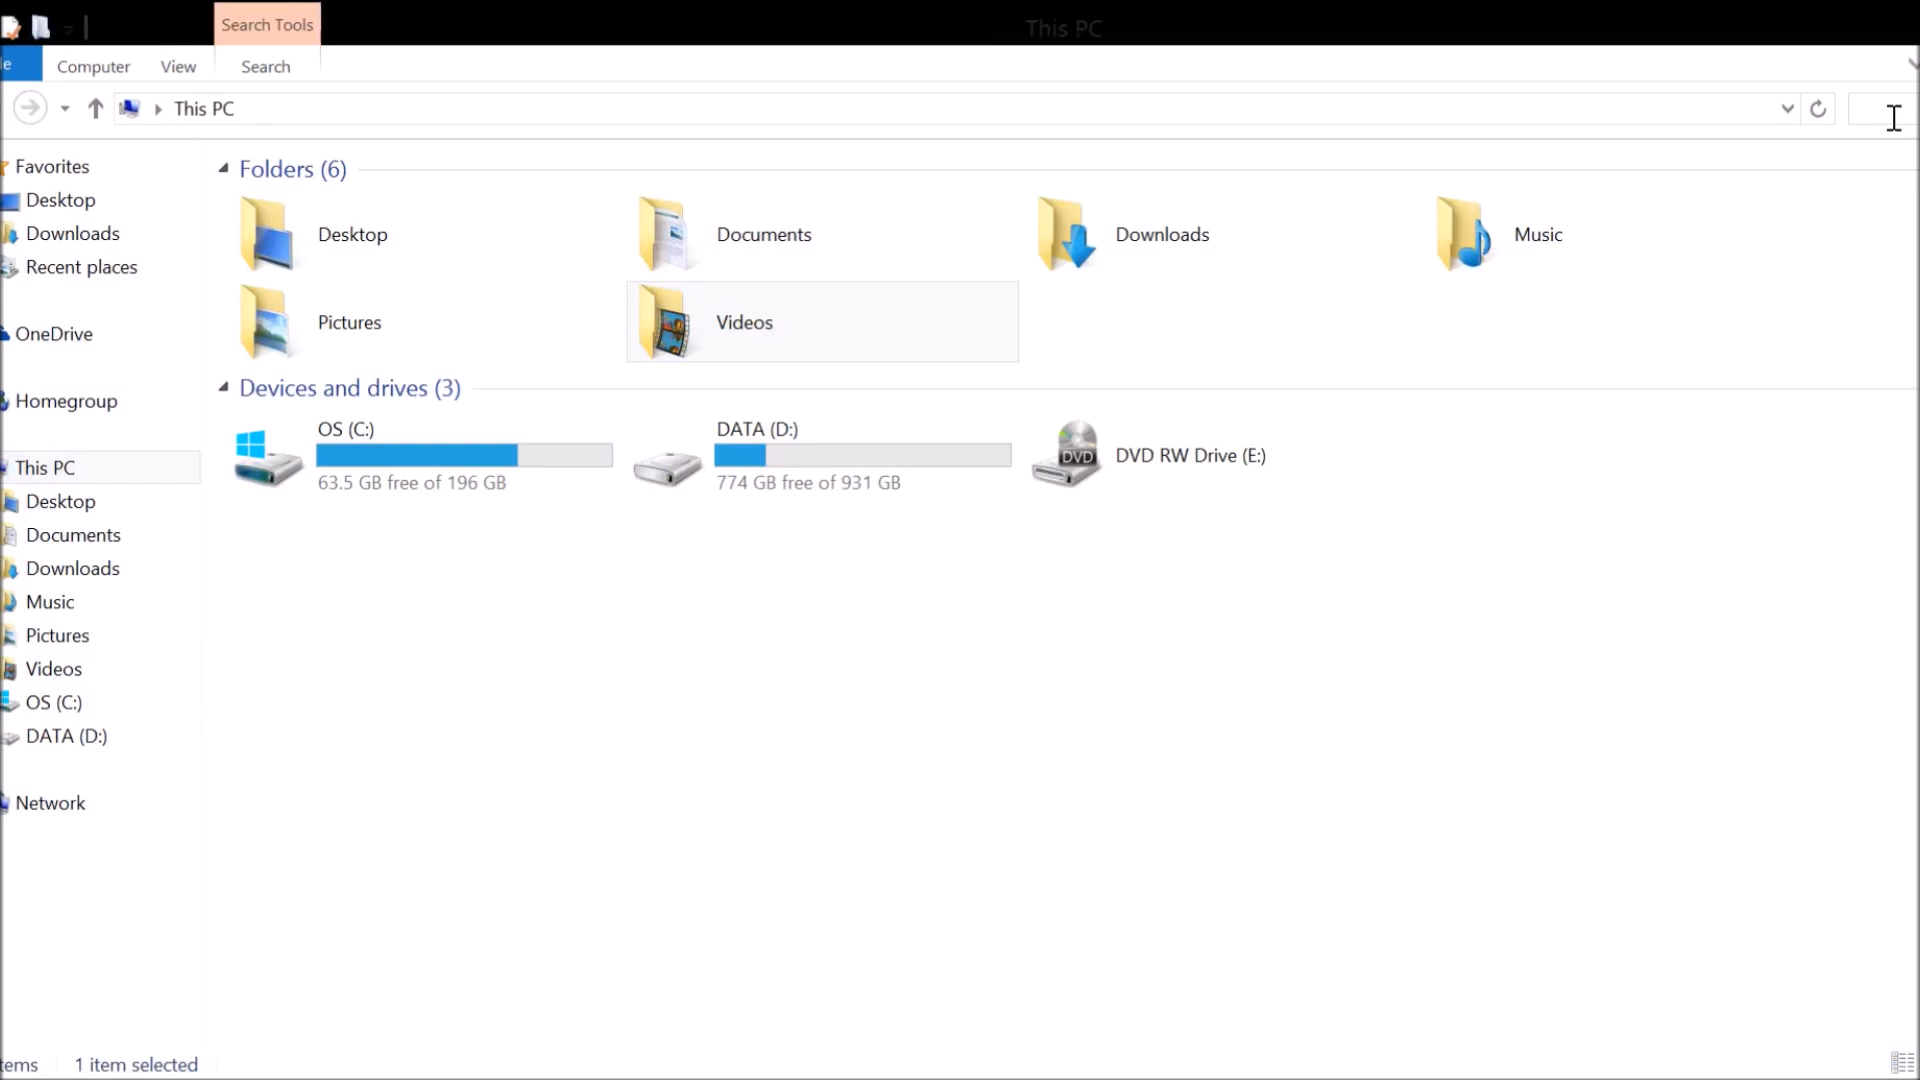 Search Tools
This PC
le
Computer
View
Search
This PC
Favorites
Desktop
Downloads
Recent places
OneDrive
Homegroup
This PC
Desktop
Documents
Downloads
Music
Pictures
Videos
OS (C:)
DATA (D:)
Network
Folders (6)
Desktop
Documents
Downloads
Music
Pictures
Videos
Devices and drives (3)
OS (C:)
63.5 GB free of 196 GB
DATA (D:)
774 GB free of 931 GB
DVD
DVD RW Drive (E:)
tems
1 item selected